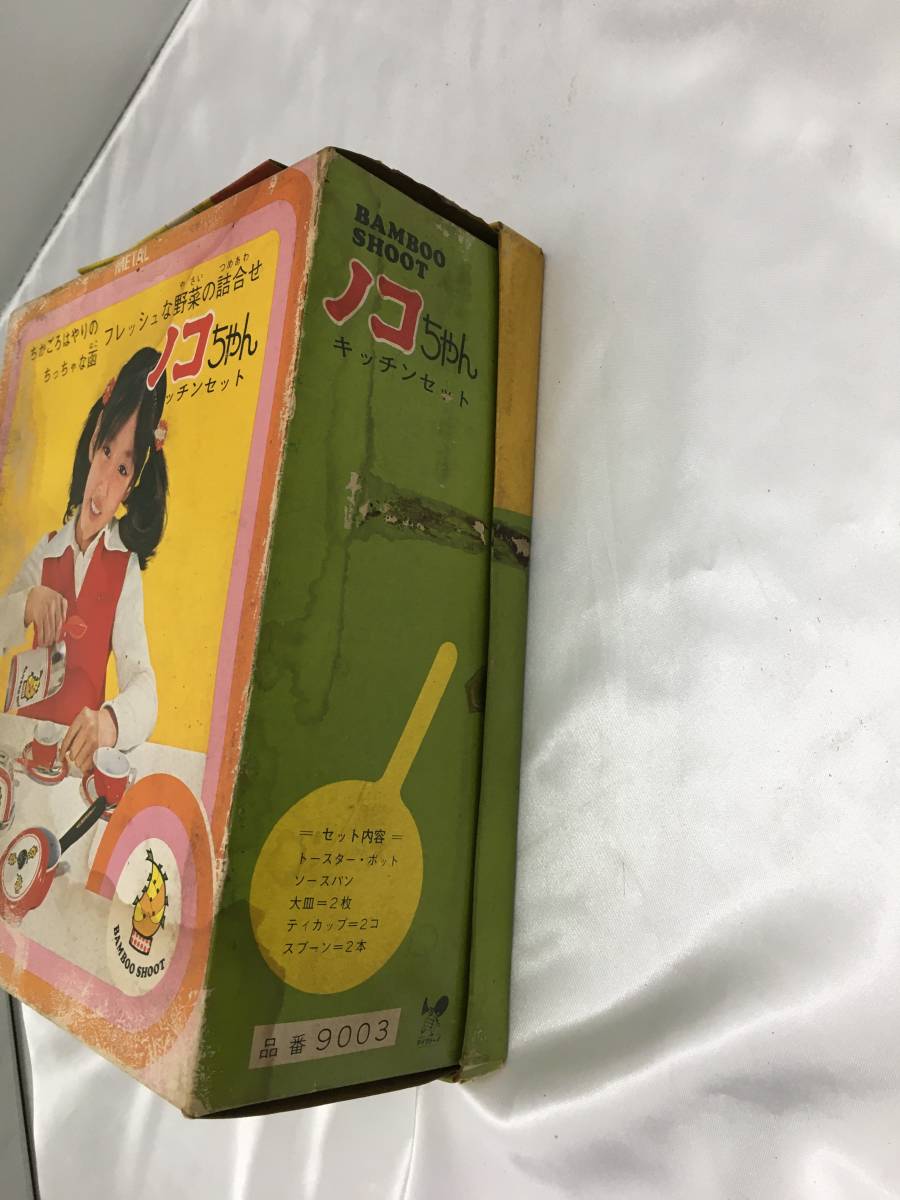 METAL
ちかごろはやりの
ちっちゃな函
はこ
フレッシュな野菜の詰合せ
やさい
つめあわ
ノコちゃん
ッチンセット
BAMBOO SHOOT
BAMBOO
SHOOT
ノコちゃん
キッチンセット
＝ セット内容 ＝
トースター・ポット
ソースパン
大皿＝2枚
ティカップ＝2コ
スプーン＝2本
品番 9003